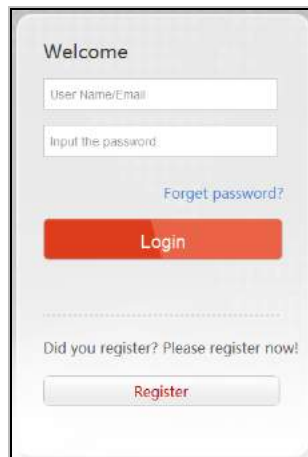 Welcome
User Name/Email
Input the password
Forget password?
Login
Did you register? Please register now!
Register